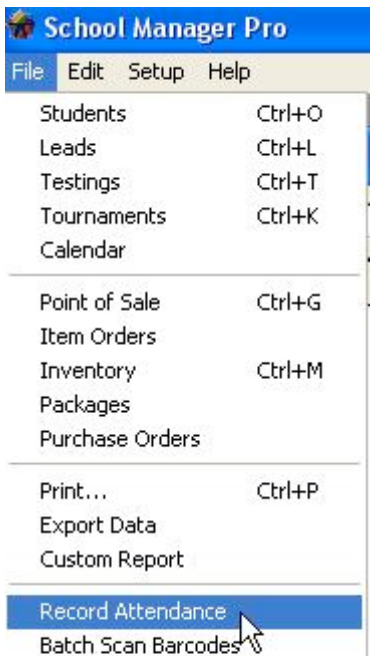 School Manager Pro
File Edit Setup Help
Students Ctrl+O
Leads Ctrl+L
Testings Ctrl+T
Tournaments Ctrl+K
Calendar
Point of Sale Ctrl+G
Item Orders
Inventory Ctrl+M
Packages
Purchase Orders
Print... Ctrl+P
Export Data
Custom Report
Record Attendance
Batch Scan Barcodes